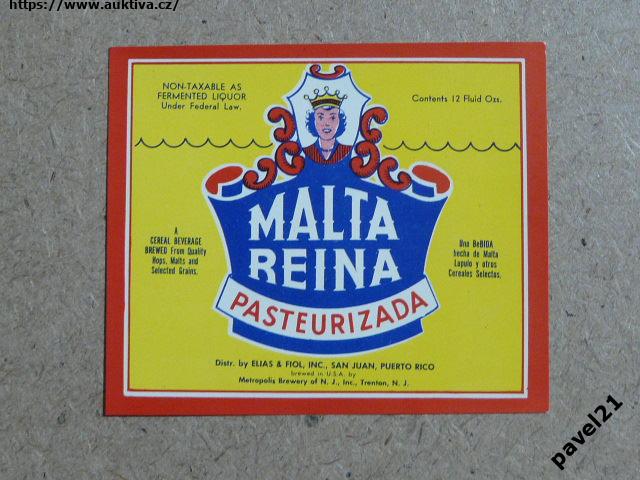 https://www.auktiva.cz/
NON-TAXABLE AS
FERMENTED LIQUOR
Under Federal Law.
Contents 12 Fluid Ozs.
MALTA
REINA
PASTEURIZADA
A
CEREAL BEVERAGE
BREWED From Quality
Hops, Malts and
Selected Grains.
Una BeBIDA
hecha de Malta
Lupulo y otros
Cereales Selectos.
Distr. by ELIAS & FIOL, INC., SAN JUAN, PUERTO RICO
brewed in U.S.A. by
Metropolis Brewery of N. J., Inc., Trenton, N. J.
pavel21